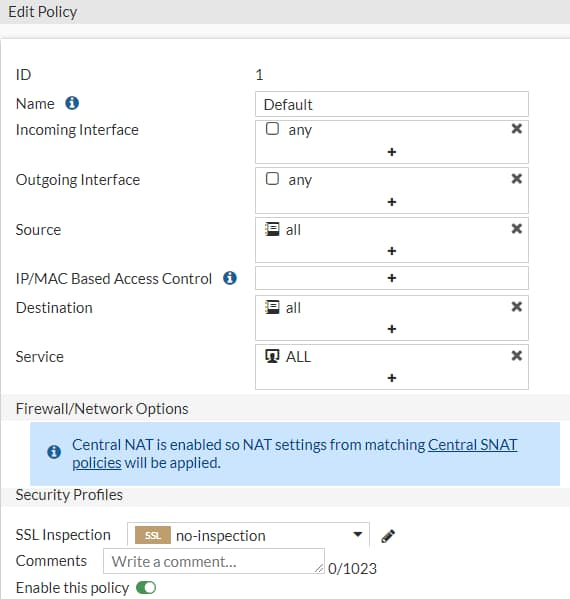 Edit Policy
ID 1
Name Default
Incoming Interface any
+
Outgoing Interface any
+
Source all
+
IP/MAC Based Access Control +
Destination all
+
Service ALL
+
Firewall/Network Options
Central NAT is enabled so NAT settings from matching Central SNAT
policies will be applied.
Security Profiles
SSL Inspection SSL no-inspection
Comments Write a comment... 0/1023
Enable this policy